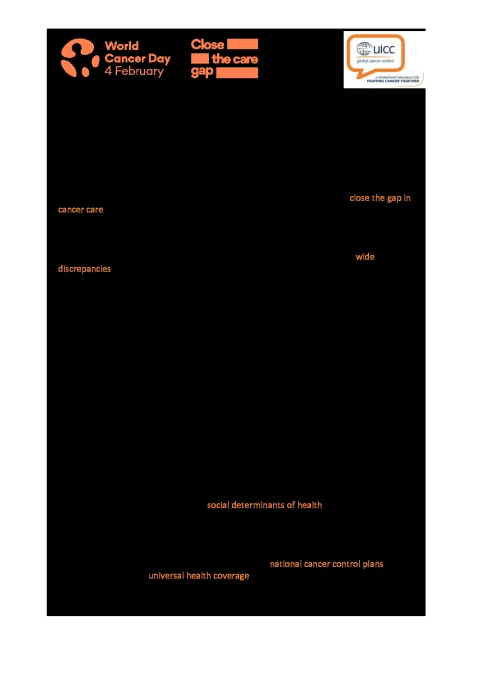 World
Cancer Day
4 February
Close
the care
gap
uicc
global cancer control
A MEMBERSHIP ORGANISATION
FIGHTING CANCER TOGETHER
close the gap in
cancer care
wide
discrepancies
social determinants of health
national cancer control plans
universal health coverage